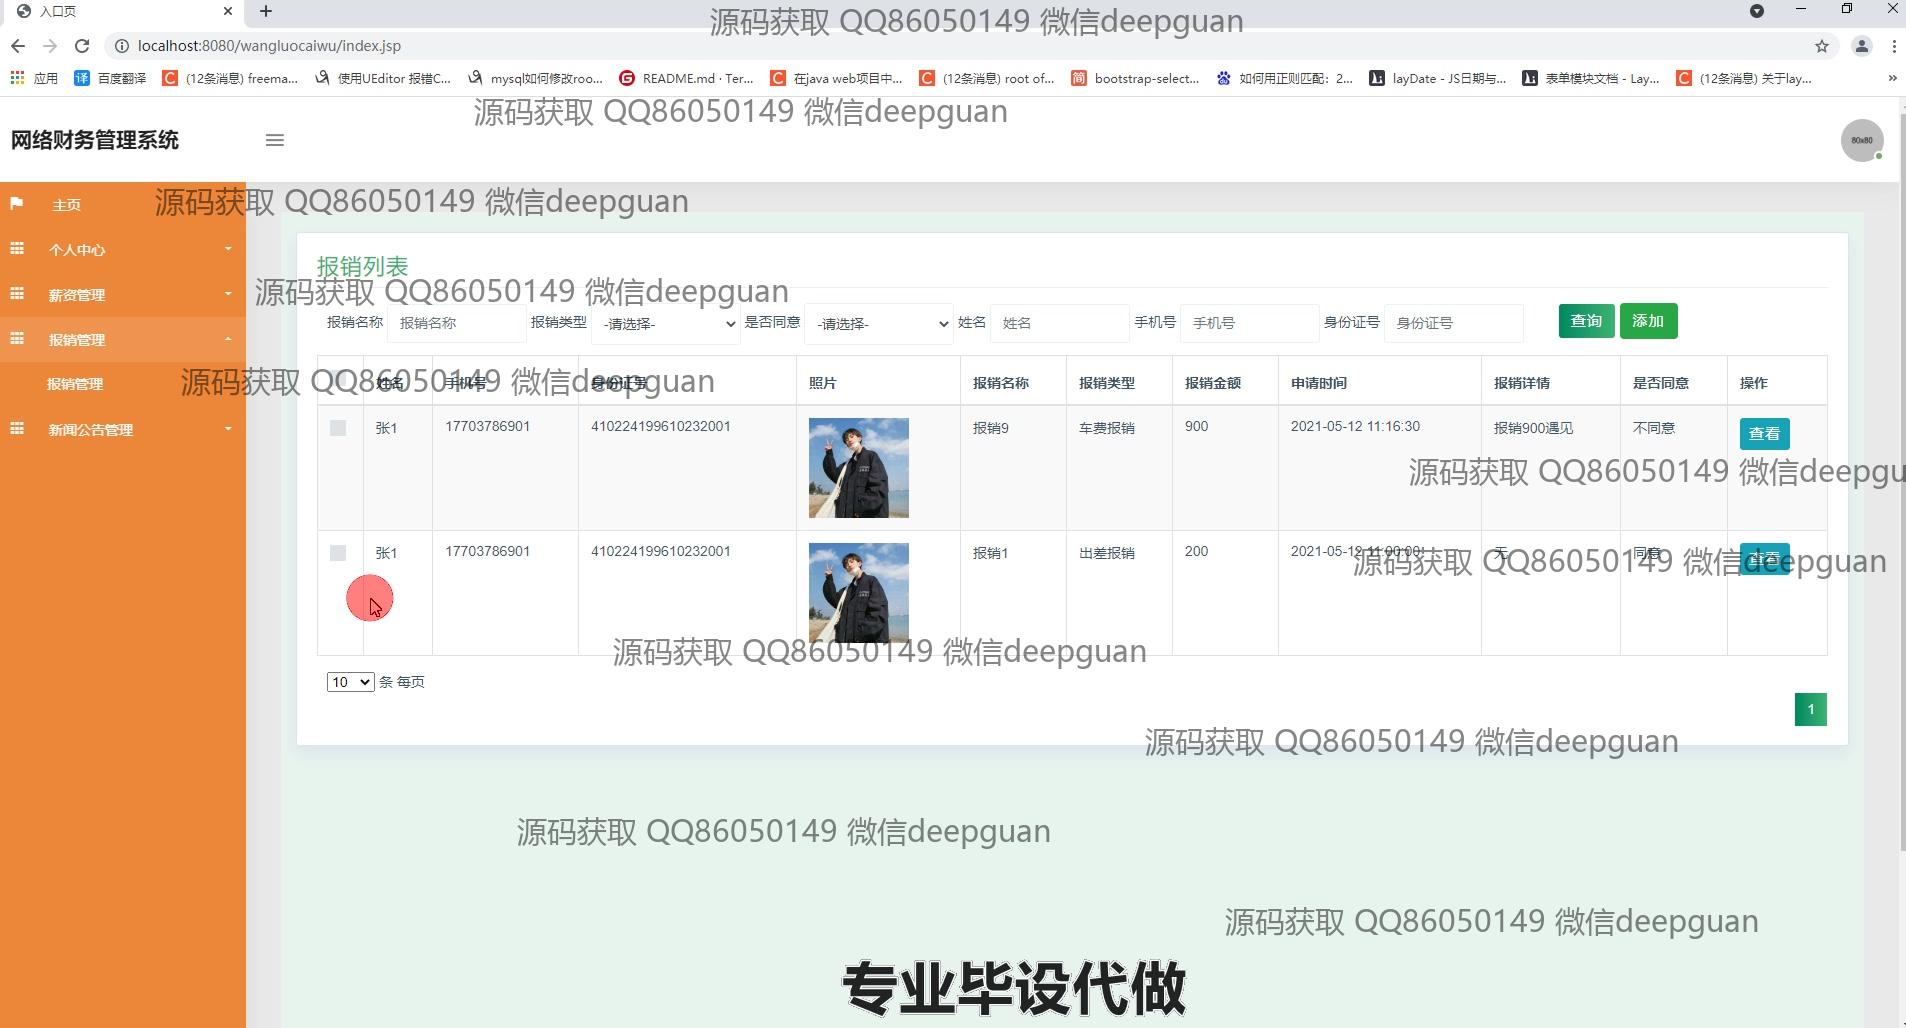 入口页
源码获取 QQ86050149 微信deepguan
localhost:8080/wangluocaiwu/index.jsp
应用 百度翻译 (12条消息) freema... 使用UEditor 报错C... mysql如何修改roo... README.md · Ter... 在java web项目中... (12条消息) root of... bootstrap-select... 如何用正则匹配：2... layDate - JS日期与... 表单模块文档 - Lay... (12条消息) 关于lay...
源码获取 QQ86050149 微信deepguan
网络财务管理系统
80x80
主页
源码获取 QQ86050149 微信deepguan
个人中心
报销列表
薪资管理
源码获取 QQ86050149 微信deepguan
报销名称 报销名称 报销类型 -请选择- 是否同意 -请选择- 姓名 姓名 手机号 手机号 身份证号 身份证号 查询 添加
报销管理
报销管理
源码获取 QQ86050149 微信deepguan
姓名 手机号 身份证号 照片 报销名称 报销类型 报销金额 申请时间 报销详情 是否同意 操作
新闻公告管理
张1 17703786901 410224199610232001 报销9 车费报销 900 2021-05-12 11:16:30 报销900遇见 不同意 查看
源码获取 QQ86050149 微信deepgu
张1 17703786901 410224199610232001 报销1 出差报销 200 2021-05-12 11:00:00 无 同意 查看
源码获取 QQ86050149 微信deepguan
源码获取 QQ86050149 微信deepguan
10 条 每页
1
源码获取 QQ86050149 微信deepguan
源码获取 QQ86050149 微信deepguan
源码获取 QQ86050149 微信deepguan
专业毕设代做